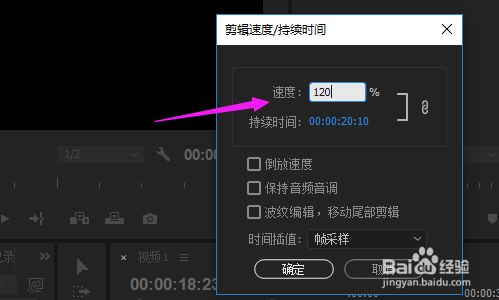 剪辑速度/持续时间
速度: 120 %
持续时间: 00:00:20:10
1/2
00:00
倒放速度
保持音频音调
波纹编辑，移动尾部剪辑
时间插值: 帧采样
确定
取消
视频1
00:00:18:23
Bai 经验
jingyan.baidu.com